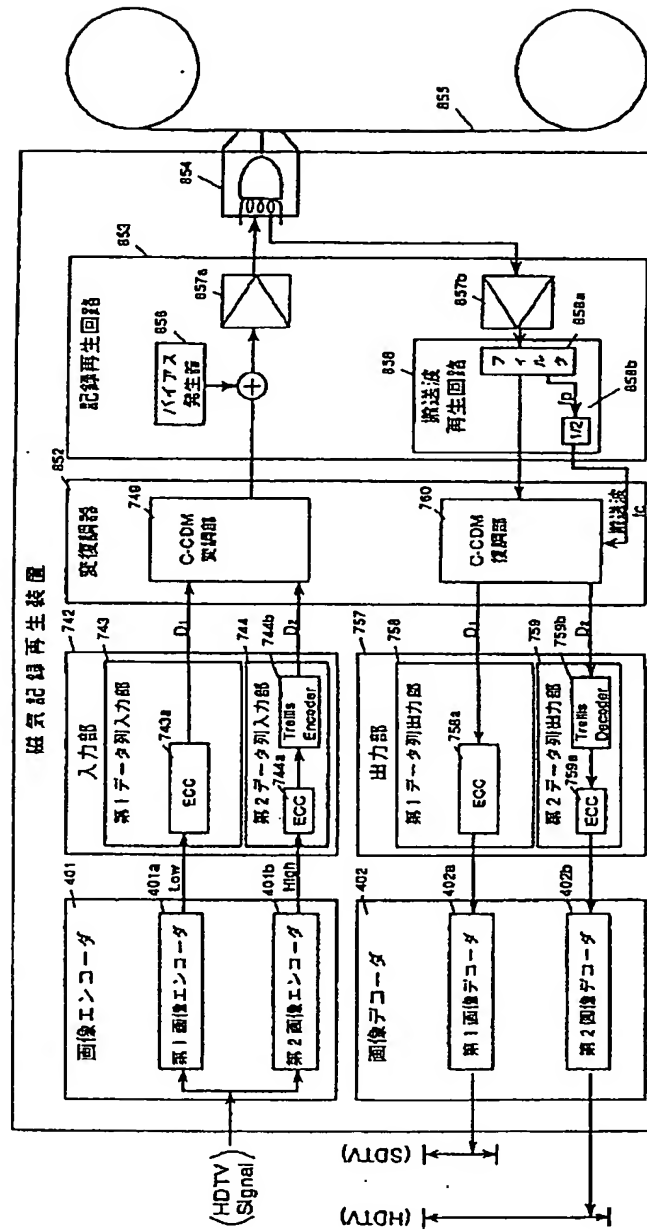 磁気記録再生装置
(HDTV Signal)
401
画像エンコーダ
401a
第1画像エンコーダ
401b
第2画像エンコーダ
Low
High
742
入力部
743
第1データ列入力部
743a
ECC
744
第2データ列入力部
744a
ECC
744b
Trellis Encoder
D1
D2
852
変復調器
749
C-CDM
変調部
853
記録再生回路
856
バイアス
発生器
857a
854
855
857b
858
搬送波
再生回路
858a
フィルタ
858b
1/2
搬送波
fc
760
C-CDM
復調部
D1
D2
757
出力部
758
第1データ列出力部
758a
ECC
759
第2データ列出力部
759a
ECC
759b
Trellis Decoder
402
画像デコーダ
402a
第1画像デコーダ
402b
第2画像デコーダ
(SDTV)
(HDTV)